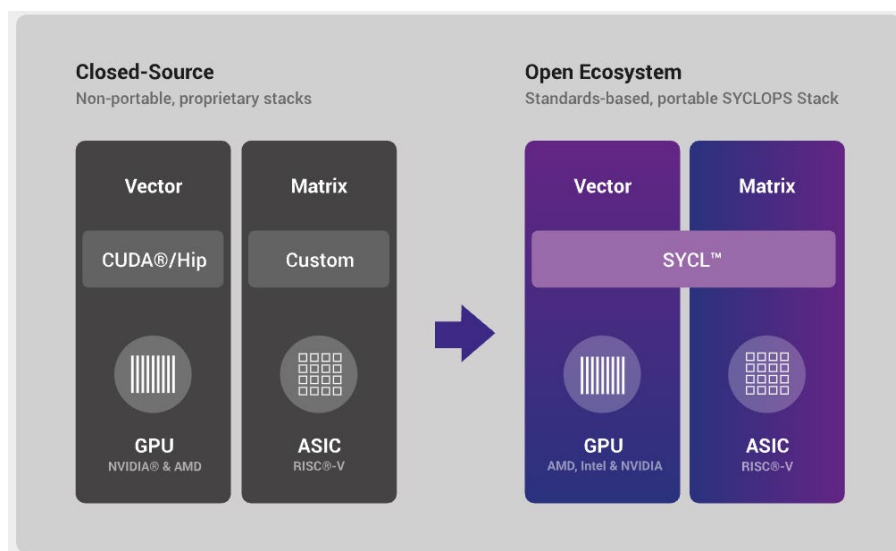 Closed-Source
Non-portable, proprietary stacks
Vector
Matrix
CUDA®/Hip
Custom
GPU
NVIDIA® & AMD
ASIC
RISC®-V
Open Ecosystem
Standards-based, portable SYCLOPS Stack
Vector
Matrix
SYCL™
GPU
AMD, Intel & NVIDIA
ASIC
RISC®-V